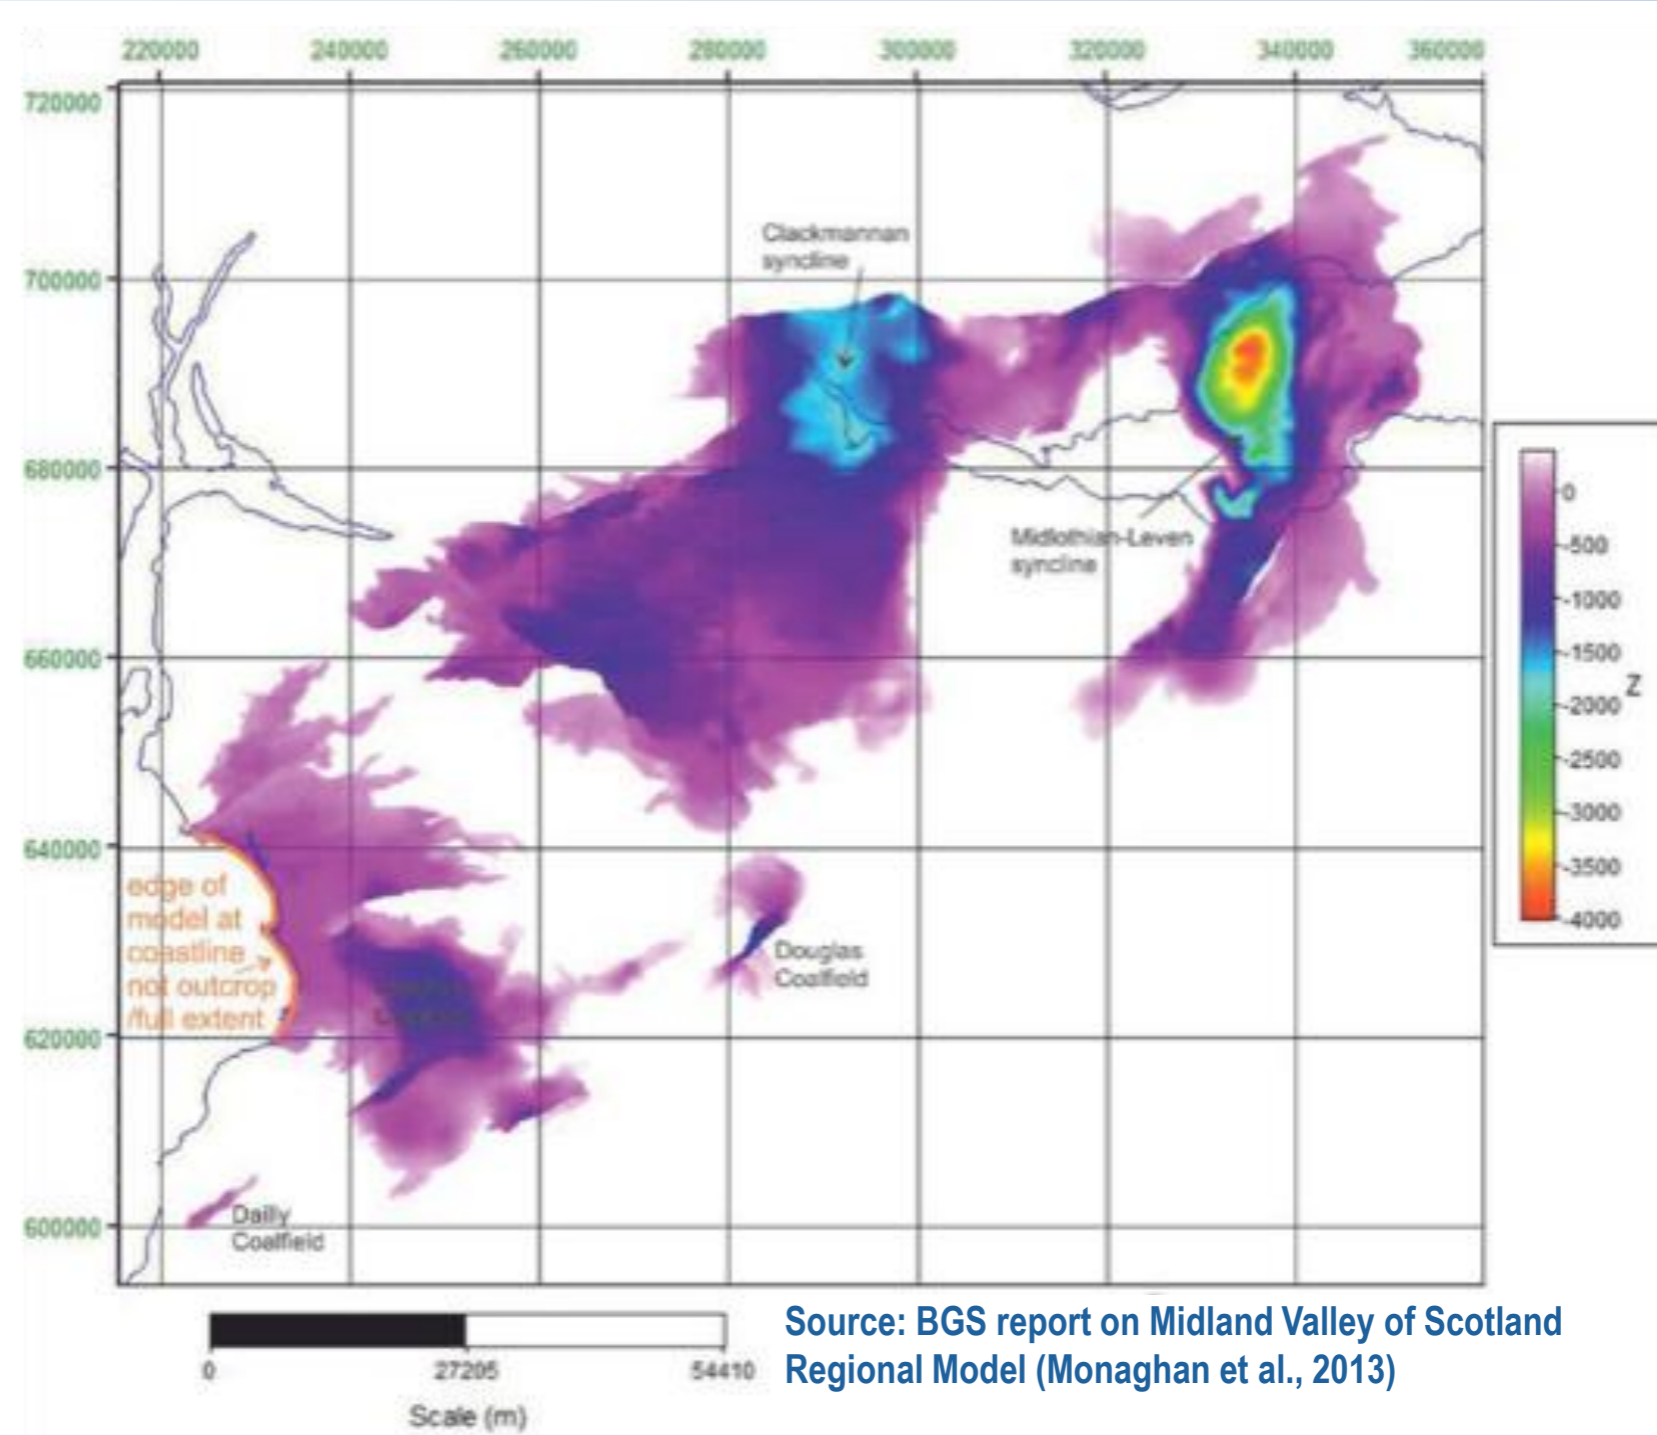 220000 240000 260000 280000 300000 320000 340000 360000
720000
Clackmannan
syncline
700000
680000
0
-500
Midlothian-Leven
syncline
-1000
-1500
660000
Z
-2000
-2500
-3000
640000
-3500
edge of
model at
coastline
not outcrop
/full extent
-4000
Douglas
Coalfield
620000
Dailly
Coalfield
600000
0 27205 54410
Scale (m)
Source: BGS report on Midland Valley of Scotland
Regional Model (Monaghan et al., 2013)